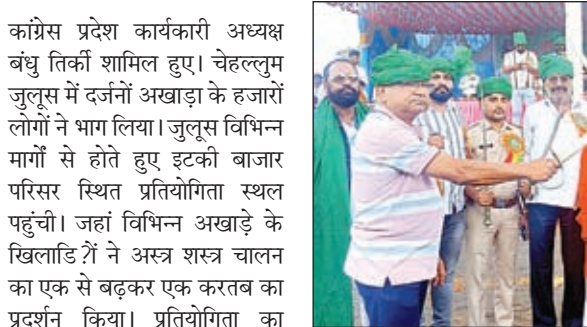 कांग्रेस प्रदेश कार्यकारी अध्यक्ष
बंधु तिर्की शामिल हुए। चेहल्लुम
जुलूस में दर्जनों अखाड़ा के हजारों
लोगों ने भाग लिया। जुलूस विभिन्न
मार्गों से होते हुए इटकी बाजार
परिसर स्थित प्रतियोगिता स्थल
पहुंची। जहां विभिन्न अखाड़े के
खिलाडि ?ों ने अस्त्र शस्त्र चालन
का एक से बढ़कर एक करतब का
प्रदर्शन किया। प्रतियोगिता का